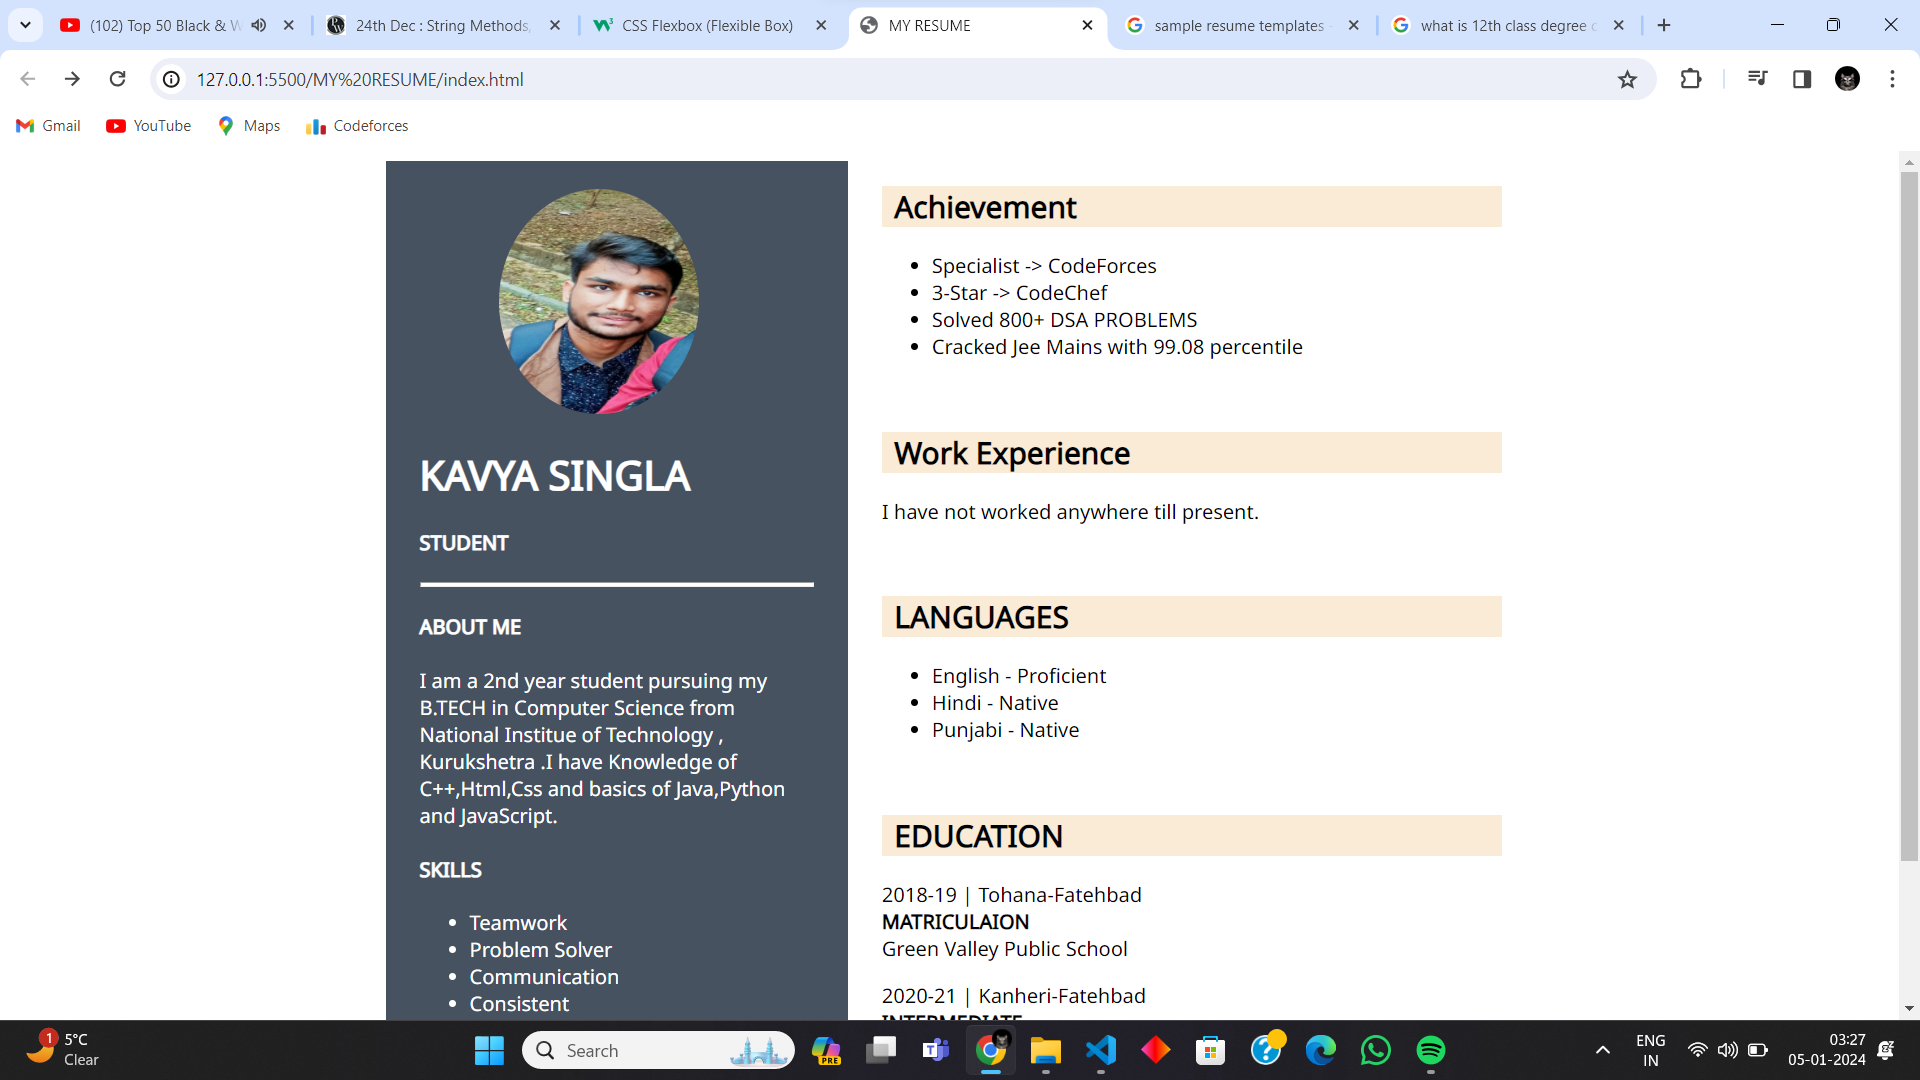 (102) Top 50 Black & W
24th Dec : String Methods,
CSS Flexbox (Flexible Box)
MY RESUME
sample resume templates -
what is 12th class degree c
127.0.0.1:5500/MY%20RESUME/index.html
Gmail
YouTube
Maps
Codeforces
KAVYA SINGLA
STUDENT
ABOUT ME
I am a 2nd year student pursuing my
B.TECH in Computer Science from
National Institue of Technology ,
Kurukshetra .I have Knowledge of
C++,Html,Css and basics of Java,Python
and JavaScript.
SKILLS
• Teamwork
• Problem Solver
• Communication
• Consistent
Achievement
• Specialist -> CodeForces
• 3-Star -> CodeChef
• Solved 800+ DSA PROBLEMS
• Cracked Jee Mains with 99.08 percentile
Work Experience
I have not worked anywhere till present.
LANGUAGES
• English - Proficient
• Hindi - Native
• Punjabi - Native
EDUCATION
2018-19 | Tohana-Fatehbad
MATRICULAION
Green Valley Public School
2020-21 | Kanheri-Fatehbad
INTERMEDIATE
1
5°C
Clear
Search
PRE
ENG
IN
03:27
05-01-2024